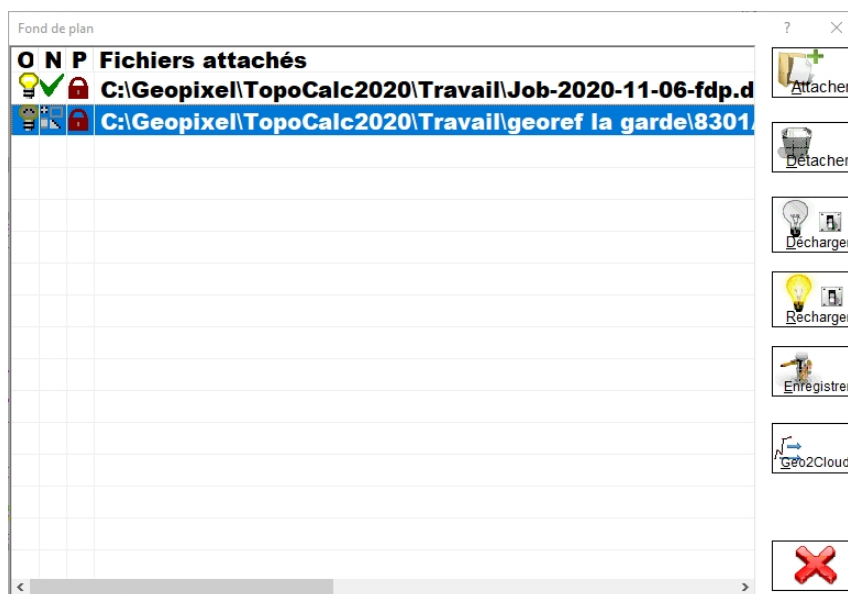 Fond de plan
?
O N P Fichiers attachés
C:\Geopixel\TopoCalc2020\Travail\Job-2020-11-06-fdp.d
C:\Geopixel\TopoCalc2020\Travail\georef la garde\8301
Attacher
Détacher
Décharger
Recharger
Enregistrer
Geo2Cloud